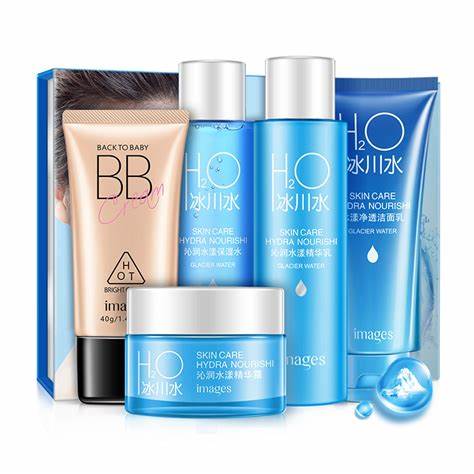 BACK TO BABY
BB
Cream
HOT
BRIGHT
images
40g/1.4
H2O
冰川水
SKIN CARE
HYDRA NOURISHI
沁润水漾保湿水
GLACIER WATER
H2O
冰川水
SKIN CARE
HYDRA NOURISHI
沁润水漾精华乳
GLACIER WATER
images
H2O
冰川水
SKIN CARE
HYDRA NOURISHI
水漾净透洁面乳
GLACIER WATER
images
H2O
冰川水
SKIN CARE
HYDRA NOURISHI
沁润水漾精华霜
images